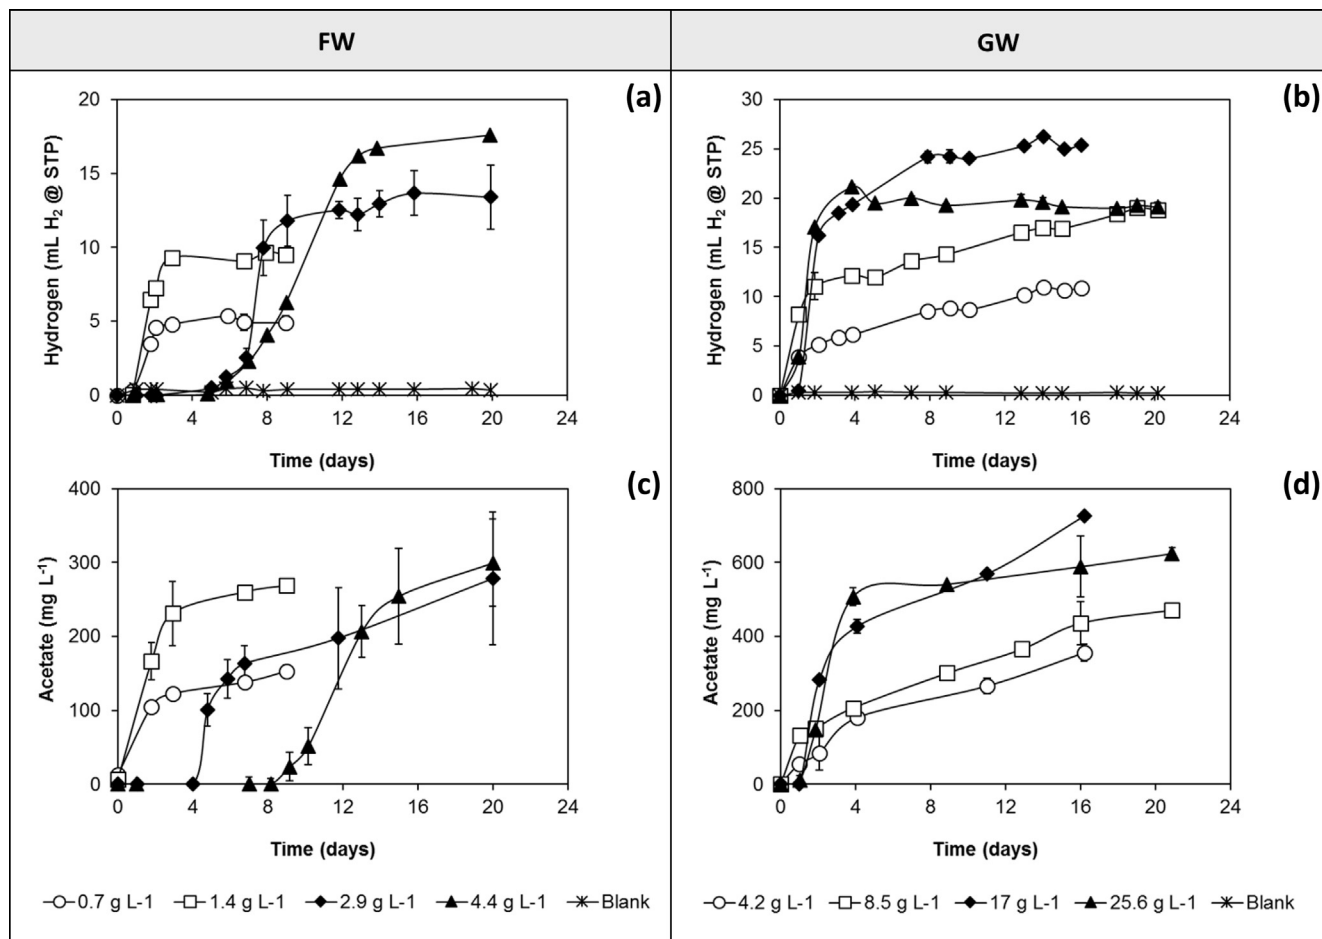 FW
GW
(a)
20
15
10
5
0
Hydrogen (mL H₂ @ STP)
0 4 8 12 16 20 24
Time (days)
(b)
30
25
20
15
10
5
0
Hydrogen (mL H₂ @ STP)
0 4 8 12 16 20 24
Time (days)
(c)
400
300
200
100
0
Acetate (mg L⁻¹)
0 4 8 12 16 20 24
Time (days)
(d)
800
600
400
200
0
Acetate (mg L⁻¹)
0 4 8 12 16 20 24
Time (days)
0.7 g L-1 1.4 g L-1 2.9 g L-1 4.4 g L-1 Blank
4.2 g L-1 8.5 g L-1 17 g L-1 25.6 g L-1 Blank